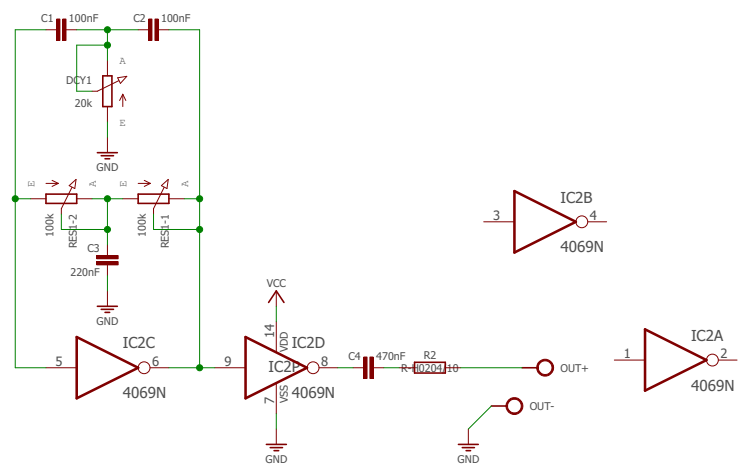 C1
100nF
C2
100nF
A
DCY1
20k
E
GND
E
A
E
A
100k
RES1-2
100k
RES1-1
C3
220nF
GND
IC2B
3
4
4069N
VCC
14
VDD
IC2C
5
6
4069N
IC2D
9
8
IC2P
4069N
7
VSS
GND
C4
470nF
R2
R-H0204/10
OUT+
OUT-
GND
IC2A
1
2
4069N